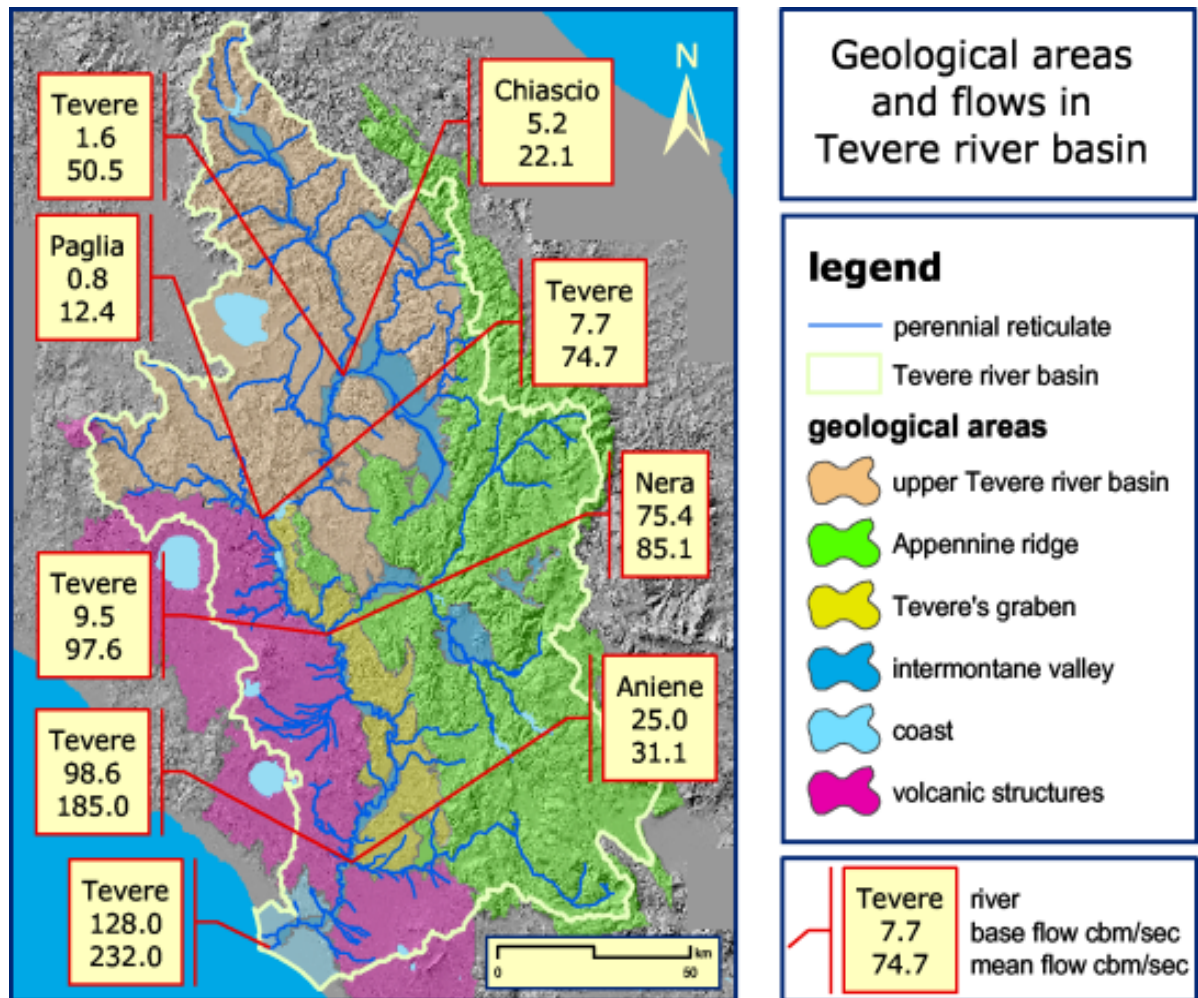 Tevere
1.6
50.5
Chiascio
5.2
22.1
N
Paglia
0.8
12.4
Tevere
7.7
74.7
Nera
75.4
85.1
Tevere
9.5
97.6
Aniene
25.0
31.1
Tevere
98.6
185.0
Tevere
128.0
232.0
km
0 50
Geological areas
and flows in
Tevere river basin
legend
perennial reticulate
Tevere river basin
geological areas
upper Tevere river basin
Appennine ridge
Tevere's graben
intermontane valley
coast
volcanic structures
Tevere river
7.7 base flow cbm/sec
74.7 mean flow cbm/sec